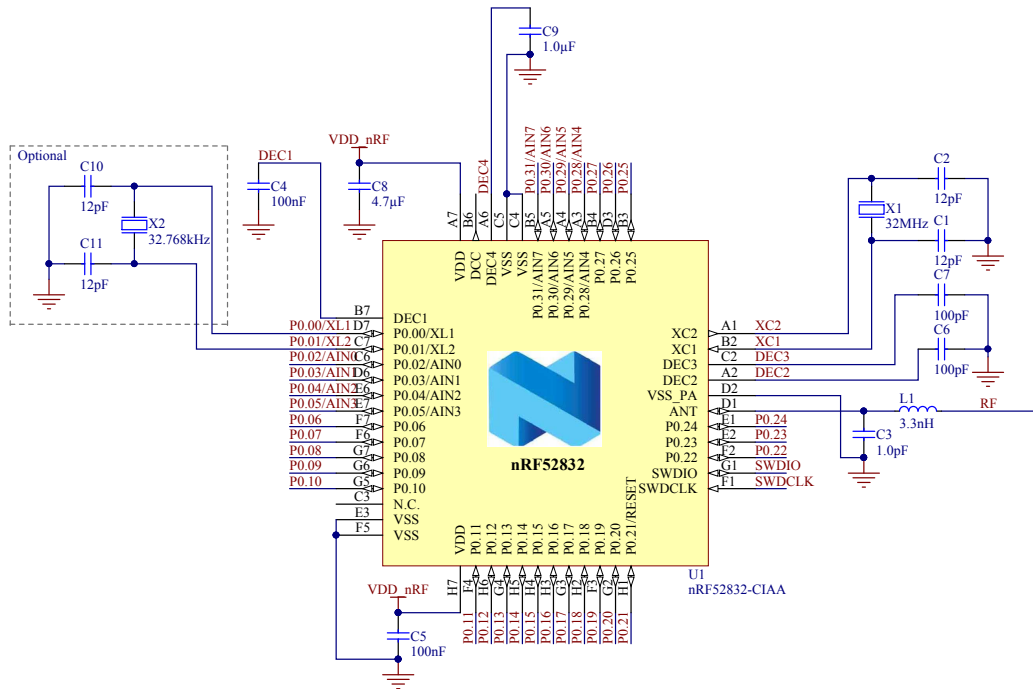 C9
1.0µF
Optional
C10
12pF
X2
32.768kHz
C11
12pF
DEC1
C4
100nF
VDD_nRF
C8
4.7µF
DEC4
P0.31/AIN7
P0.30/AIN6
P0.29/AIN5
P0.28/AIN4
P0.27
P0.26
P0.25
A7
B6
A6
C5
C4
B5
A5
A4
A3
B4
D3
B3
VDD
DCC
DEC4
VSS
VSS
P0.31/AIN7
P0.30/AIN6
P0.29/AIN5
P0.28/AIN4
P0.27
P0.26
P0.25
C2
12pF
X1
32MHz
C1
12pF
C7
100pF
C6
100pF
B7 DEC1
P0.00/XL1 D7 P0.00/XL1
P0.01/XL2 C7 P0.01/XL2
P0.02/AIN0 C6 P0.02/AIN0
P0.03/AIN1 D6 P0.03/AIN1
P0.04/AIN2 E6 P0.04/AIN2
P0.05/AIN3 E7 P0.05/AIN3
P0.06 F7 P0.06
P0.07 F6 P0.07
P0.08 G7 P0.08
P0.09 G6 P0.09
P0.10 G5 P0.10
C3 N.C.
E3 VSS
F5 VSS
nRF52832
XC2 A1 XC2
XC1 B2 XC1
DEC3 C2 DEC3
DEC2 A2 DEC2
VSS_PA D2
ANT D1
P0.24 E1 P0.24
P0.23 E2 P0.23
P0.22 F2 P0.22
SWDIO G1 SWDIO
SWDCLK F1 SWDCLK
L1
3.3nH
RF
C3
1.0pF
VDD
P0.11
P0.12
P0.13
P0.14
P0.15
P0.16
P0.17
P0.18
P0.19
P0.20
P0.21/RESET
H7
F4
H6
G4
H5
H4
H3
G3
H2
F3
G2
H1
P0.11
P0.12
P0.13
P0.14
P0.15
P0.16
P0.17
P0.18
P0.19
P0.20
P0.21
U1
nRF52832-CIAA
VDD_nRF
C5
100nF